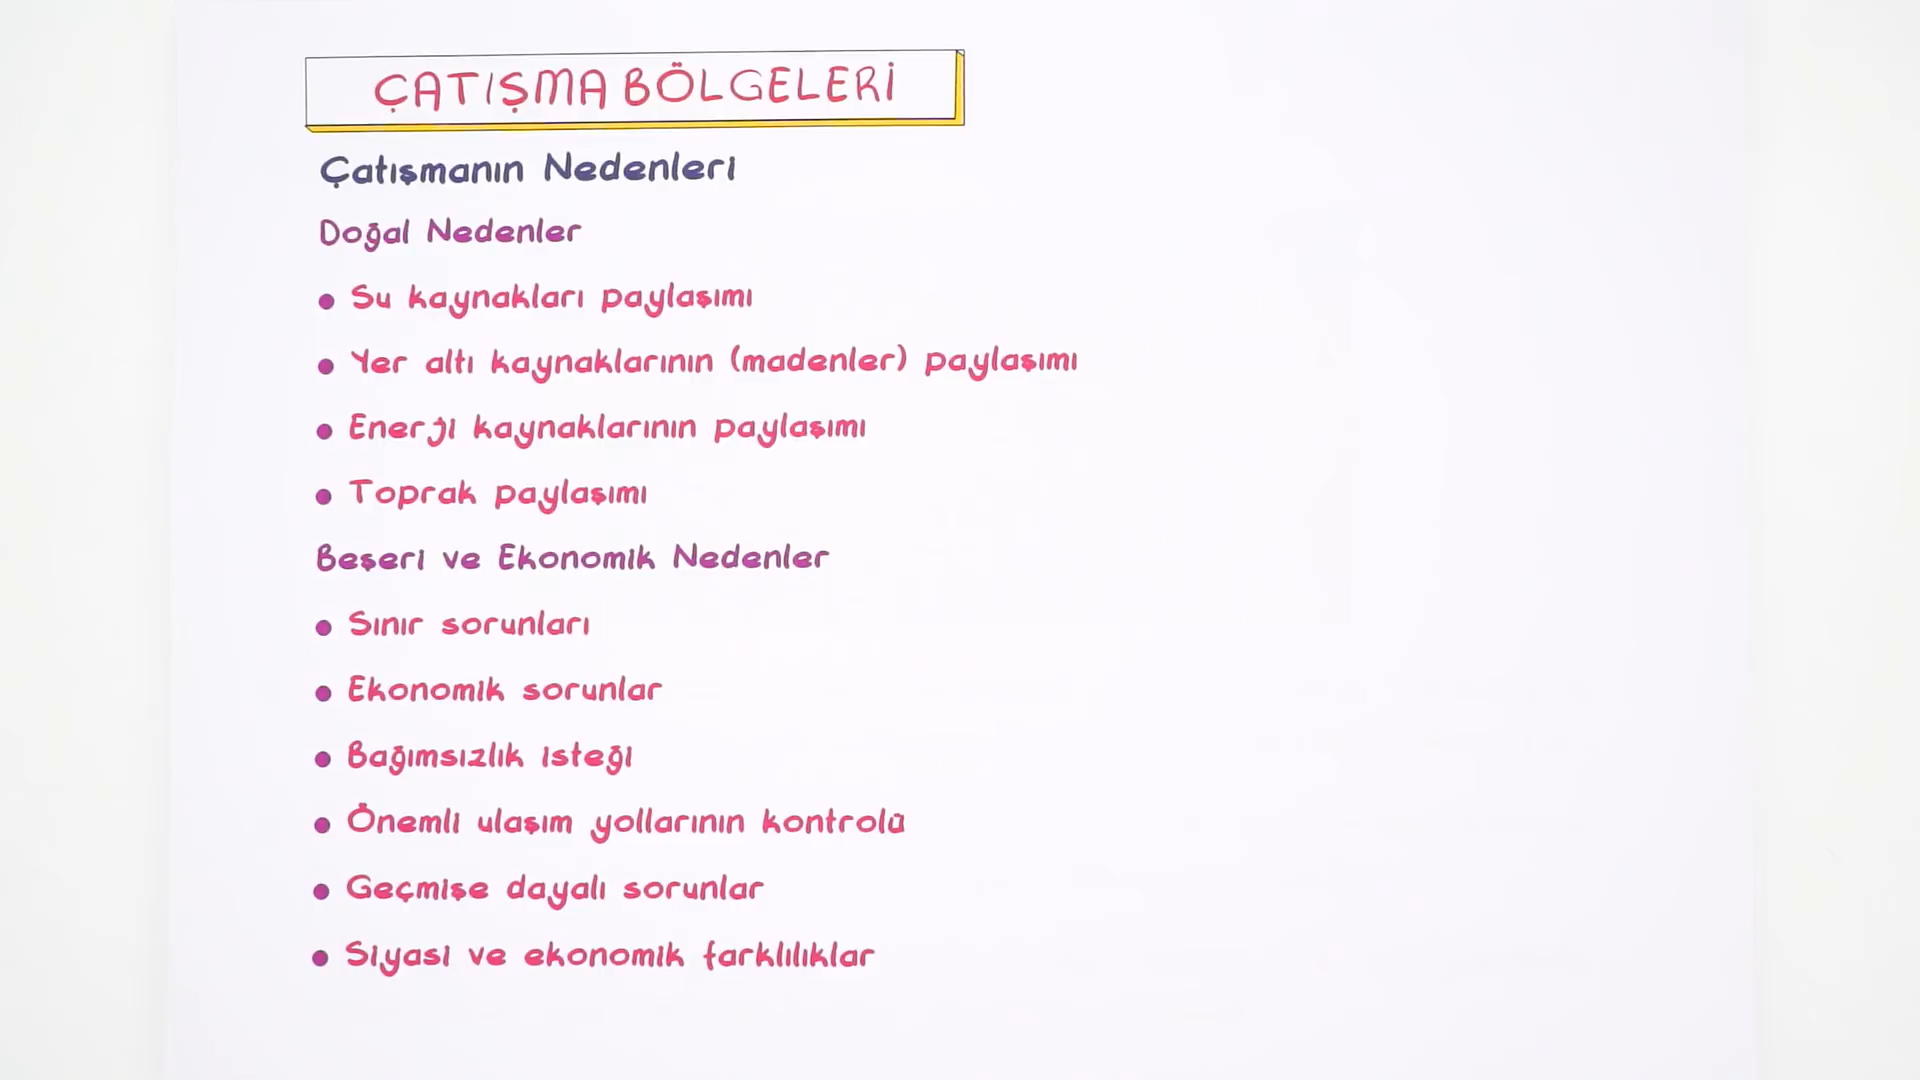 ÇATIŞMA BÖLGELERİ
Çatışmanın Nedenleri
Doğal Nedenler
• Su kaynakları paylaşımı
• Yer altı kaynaklarının (madenler) paylaşımı
• Enerji kaynaklarının paylaşımı
• Toprak paylaşımı
Beşeri ve Ekonomik Nedenler
• Sınır sorunları
• Ekonomik sorunlar
• Bağımsızlık isteği
• Önemli ulaşım yollarının kontrolü
• Geçmişe dayalı sorunlar
• Siyasi ve ekonomik farklılıklar